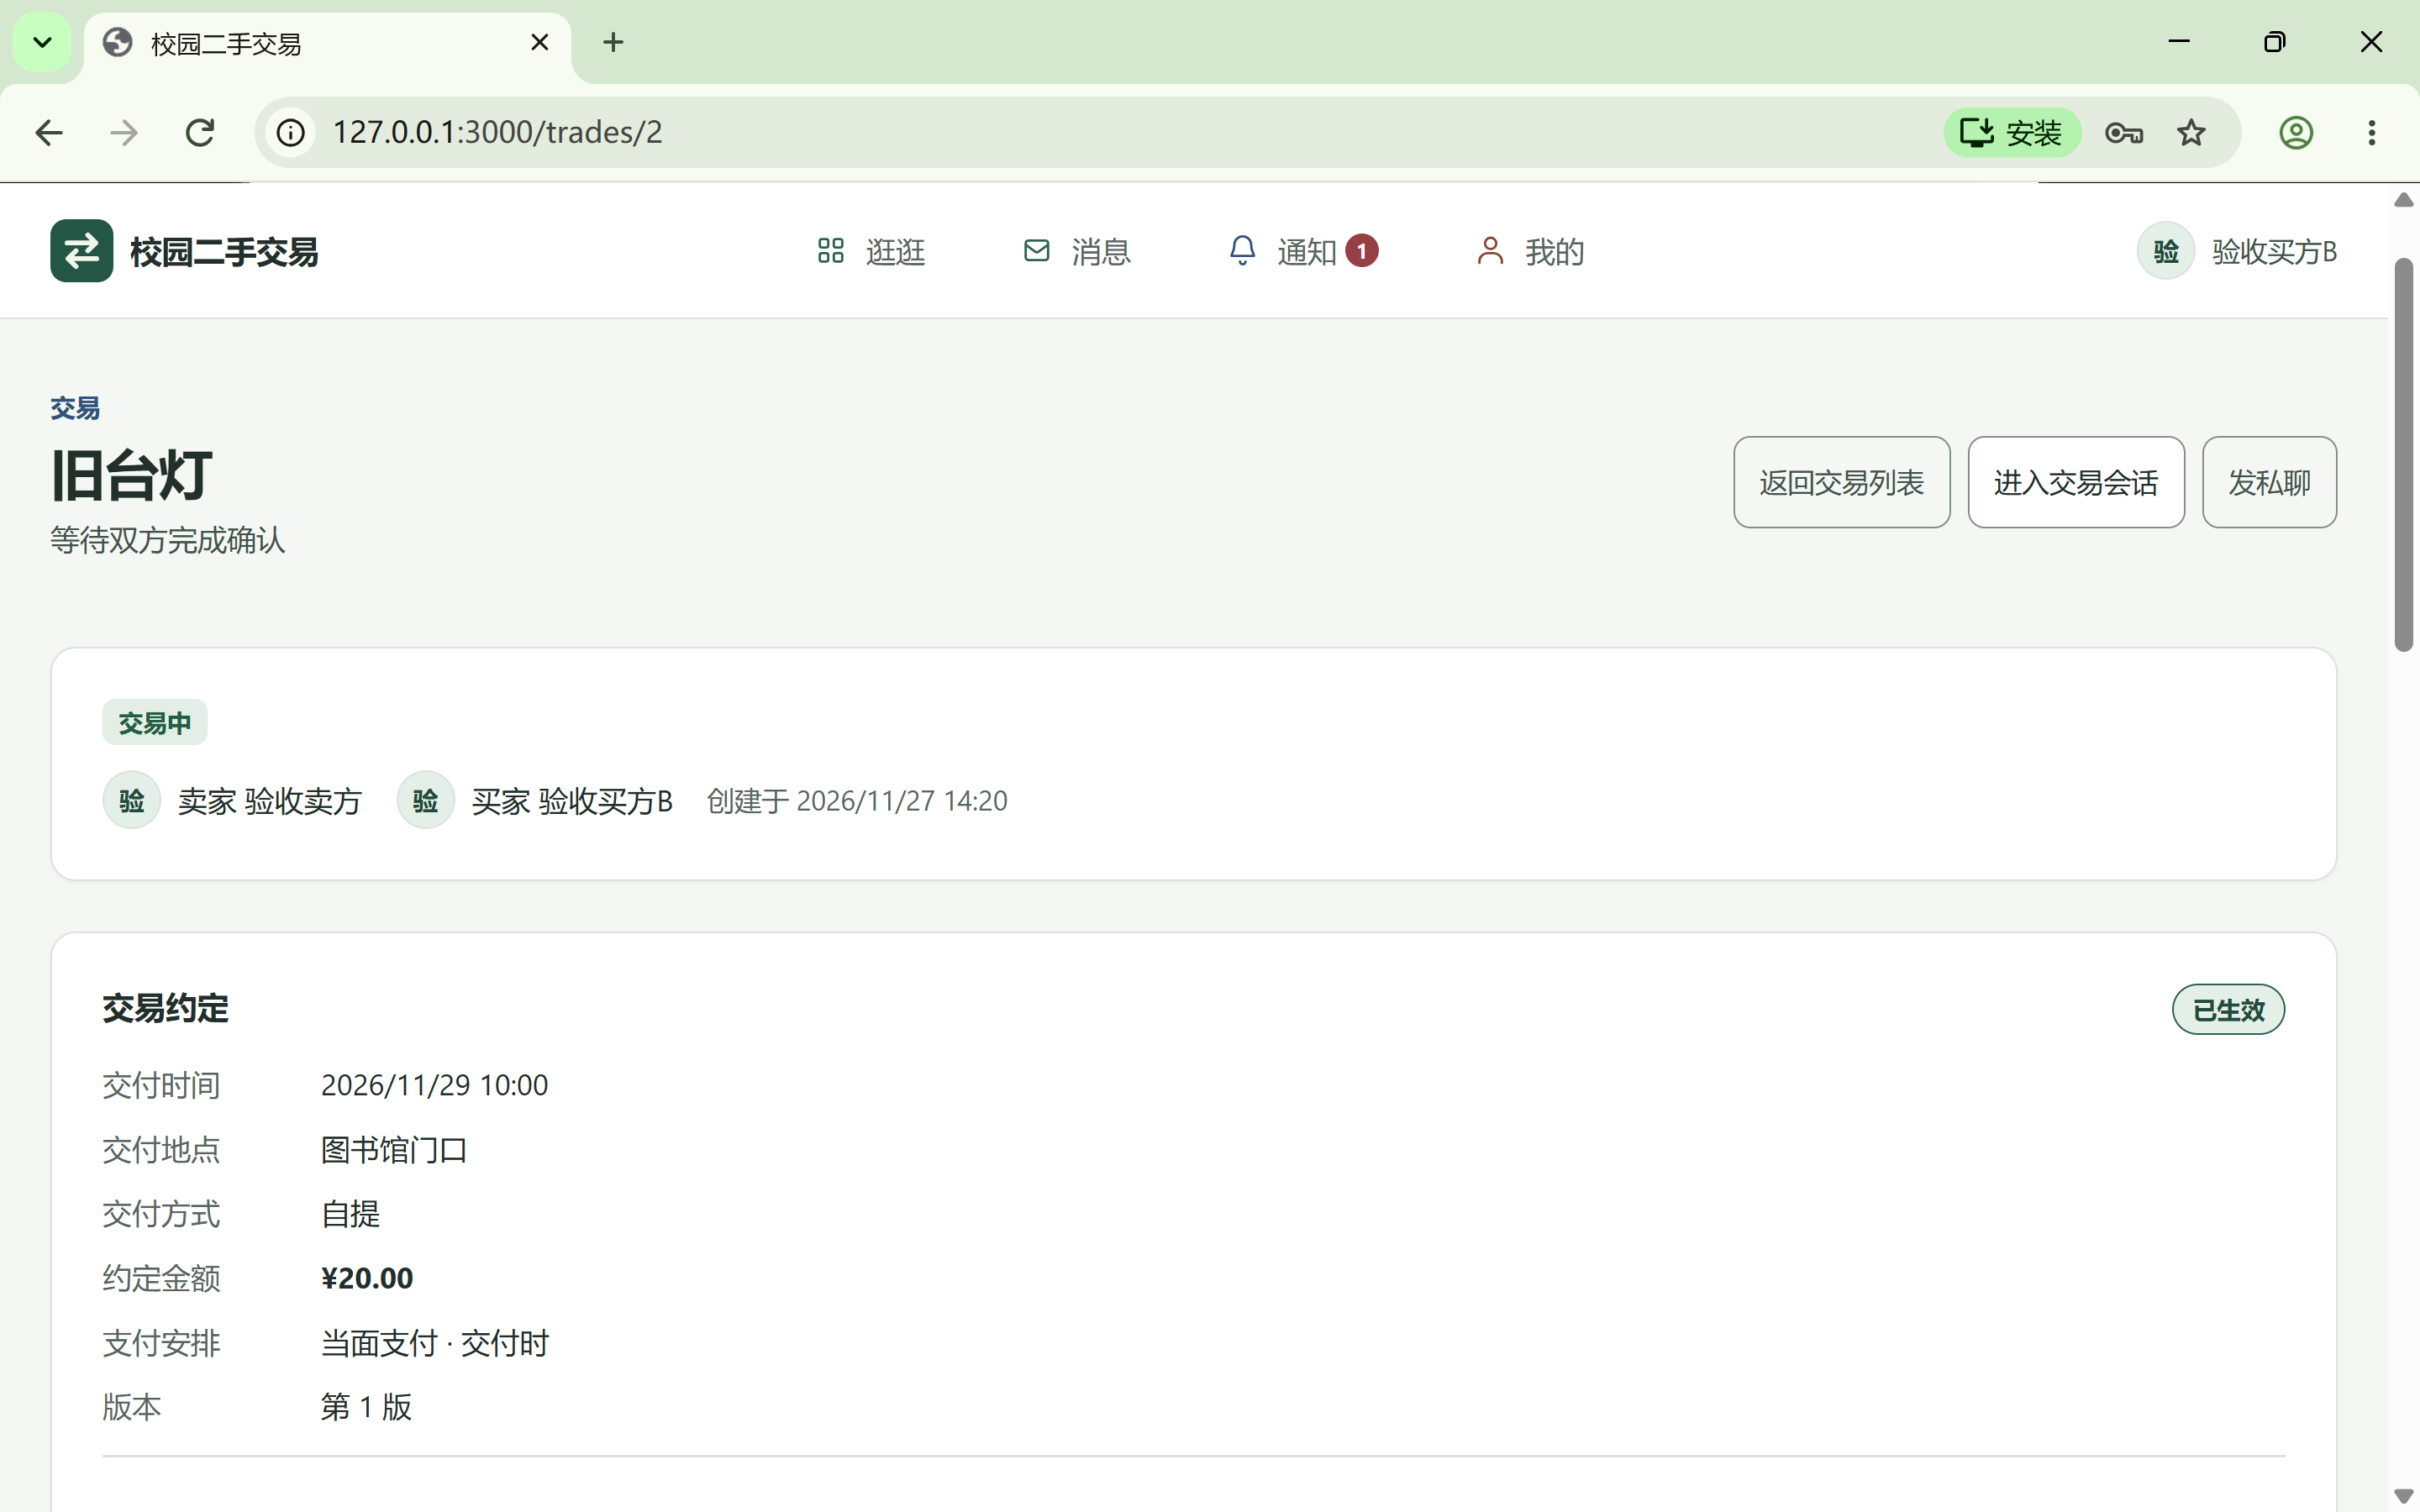 校园二手交易
127.0.0.1:3000/trades/2
安装
校园二手交易
逛逛
消息
通知 1
我的
验 验收买方B
交易
旧台灯
等待双方完成确认
返回交易列表
进入交易会话
发私聊
交易中
验 卖家 验收卖方 验 买家 验收买方B 创建于 2026/11/27 14:20
交易约定
已生效
交付时间 2026/11/29 10:00
交付地点 图书馆门口
交付方式 自提
约定金额 ¥20.00
支付安排 当面支付 · 交付时
版本 第 1 版